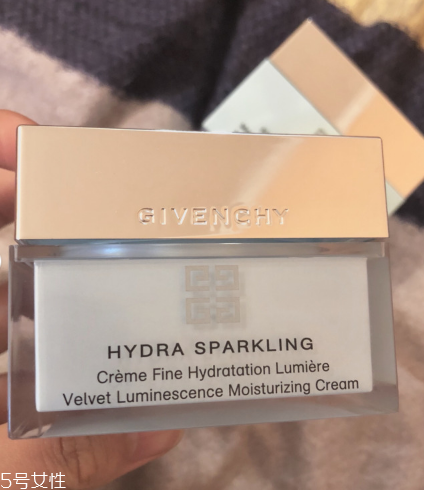 GIVENCHY
HYDRA SPARKLING
Crème Fine Hydratation Lumière
Velvet Luminescence Moisturizing Cream
5号女性